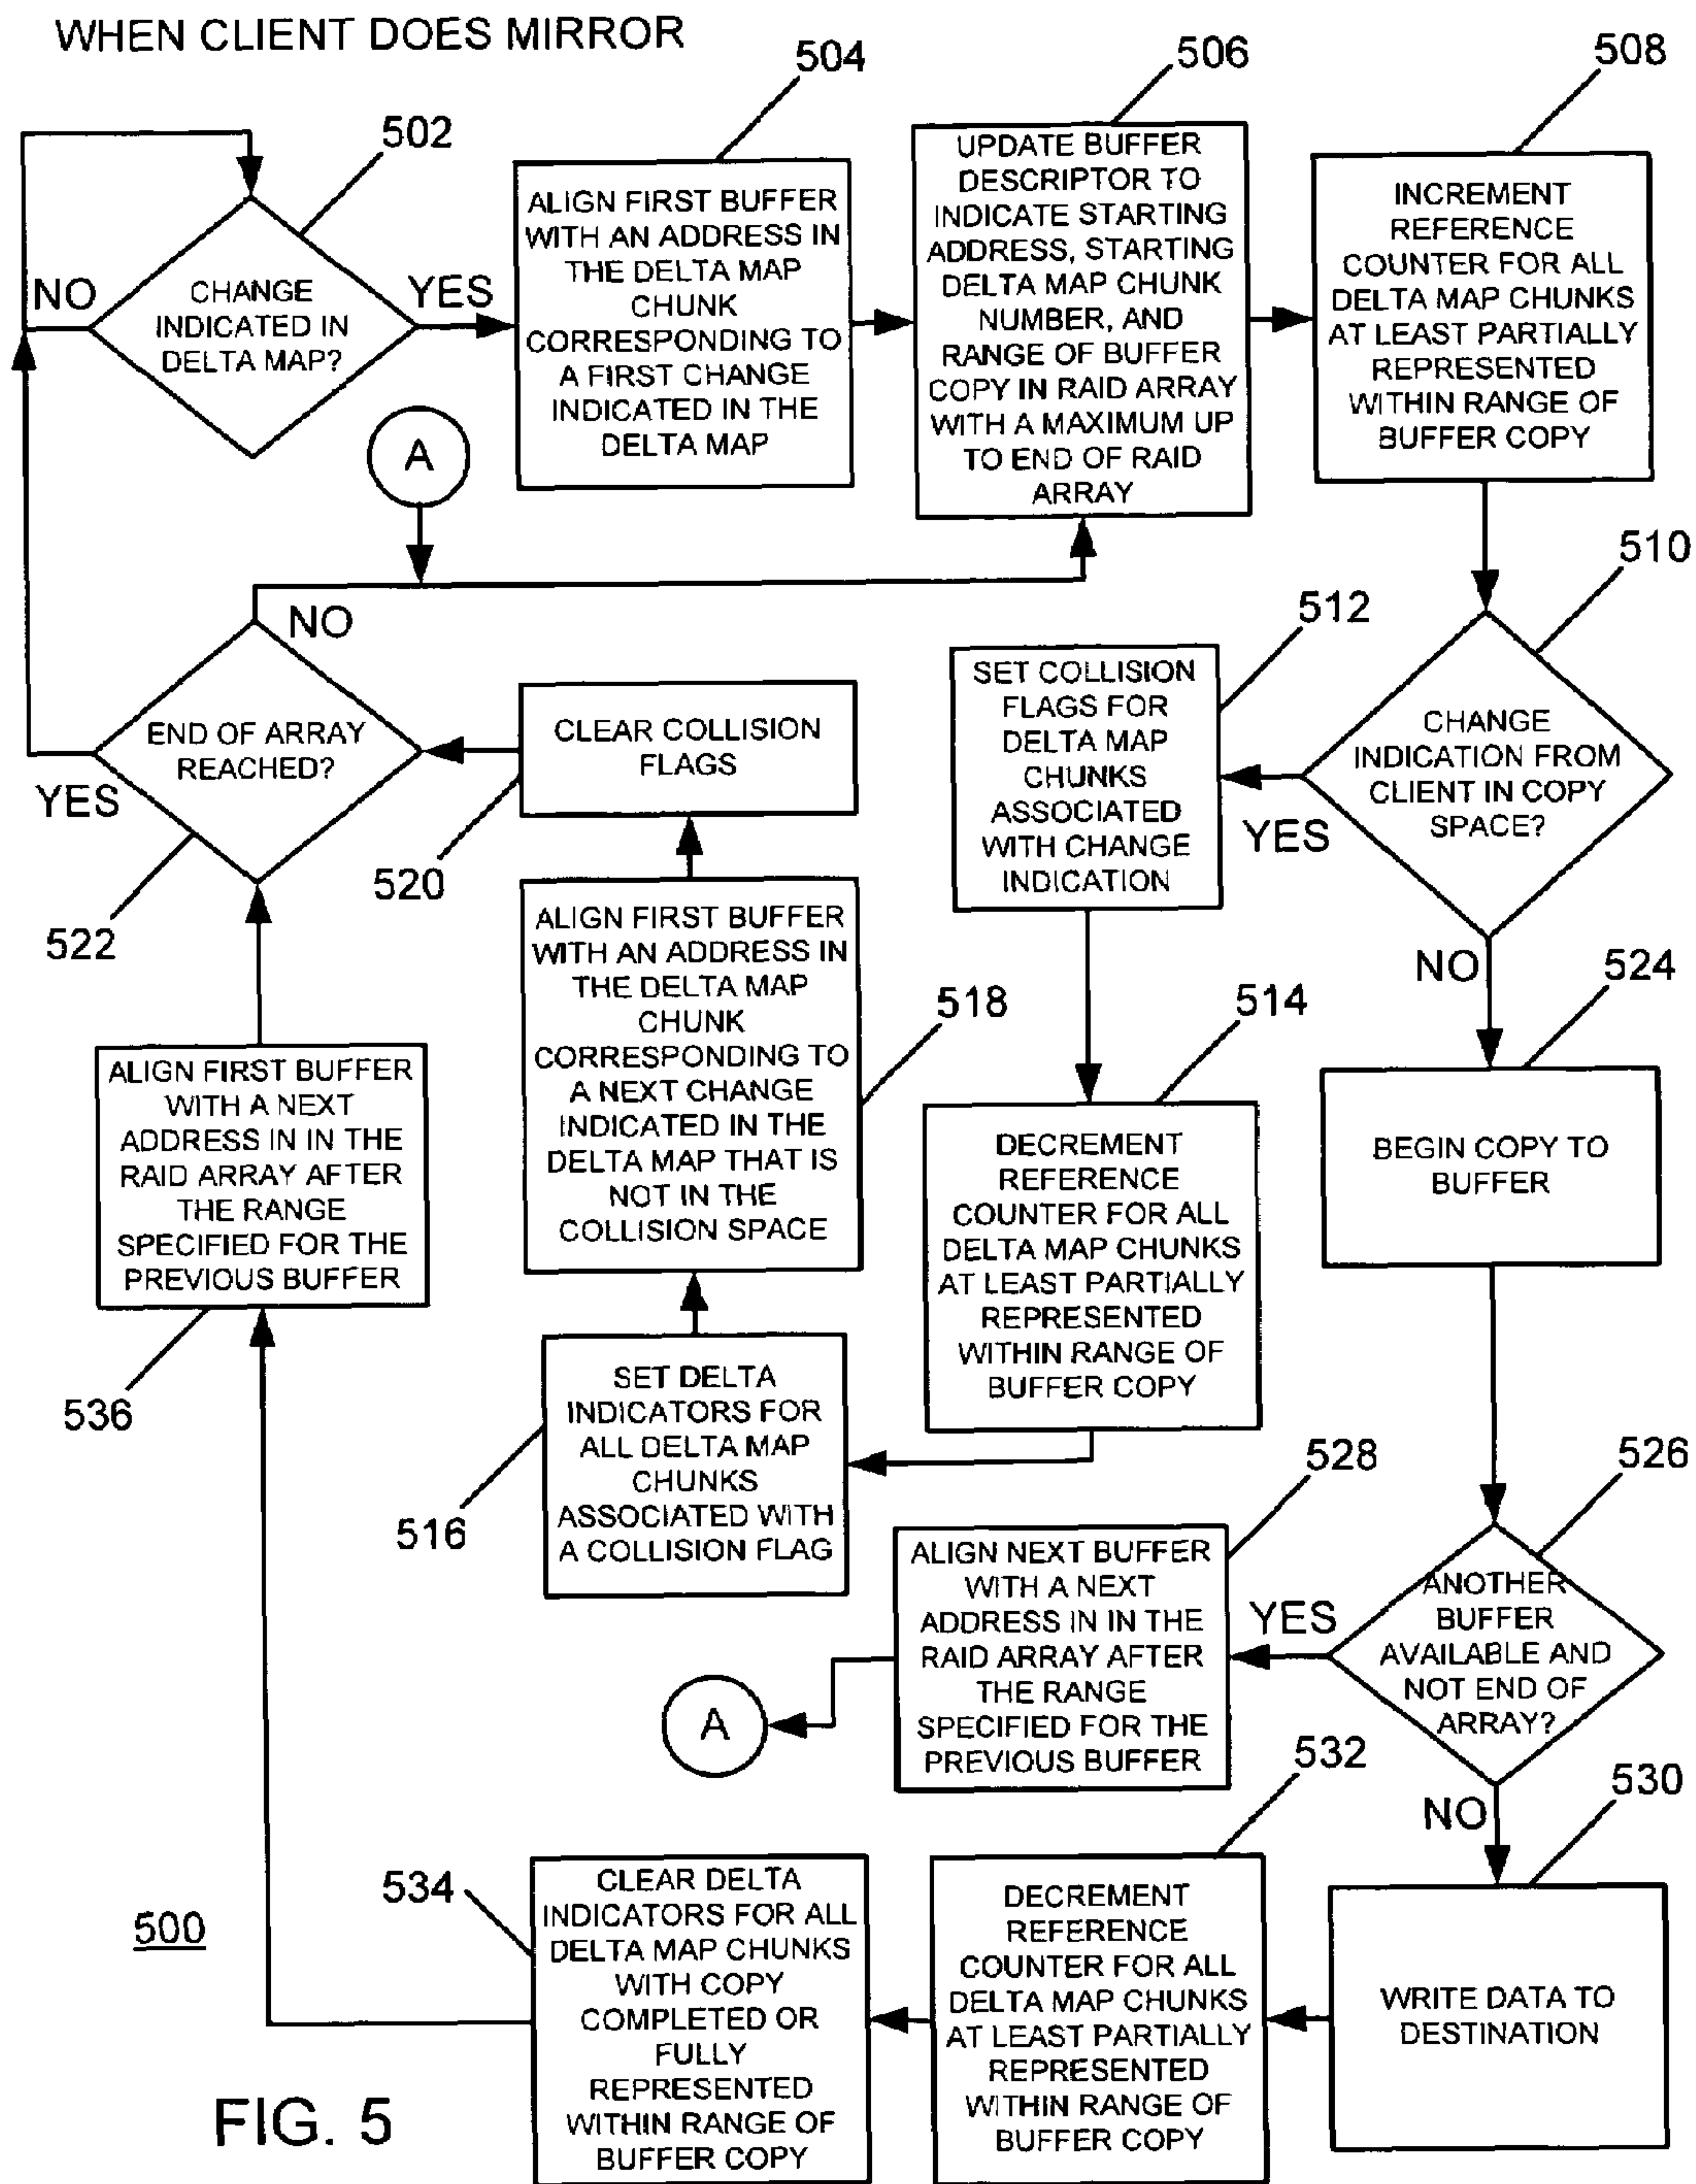 WHEN CLIENT DOES MIRROR
504
506
508
502
CHANGE
INDICATED IN
DELTA MAP?
NO
YES
ALIGN FIRST BUFFER
WITH AN ADDRESS IN
THE DELTA MAP
CHUNK
CORRESPONDING TO
A FIRST CHANGE
INDICATED IN THE
DELTA MAP
UPDATE BUFFER
DESCRIPTOR TO
INDICATE STARTING
ADDRESS, STARTING
DELTA MAP CHUNK
NUMBER, AND
RANGE OF BUFFER
COPY IN RAID ARRAY
WITH A MAXIMUM UP
TO END OF RAID
ARRAY
INCREMENT
REFERENCE
COUNTER FOR ALL
DELTA MAP CHUNKS
AT LEAST PARTIALLY
REPRESENTED
WITHIN RANGE OF
BUFFER COPY
A
510
512
NO
END OF ARRAY
REACHED?
YES
522
CLEAR COLLISION
FLAGS
520
SET COLLISION
FLAGS FOR
DELTA MAP
CHUNKS
ASSOCIATED
WITH CHANGE
INDICATION
CHANGE
INDICATION FROM
CLIENT IN COPY
SPACE?
YES
NO
524
514
518
ALIGN FIRST BUFFER
WITH AN ADDRESS IN
THE DELTA MAP
CHUNK
CORRESPONDING TO
A NEXT CHANGE
INDICATED IN THE
DELTA MAP THAT IS
NOT IN THE
COLLISION SPACE
ALIGN FIRST BUFFER
WITH A NEXT
ADDRESS IN IN THE
RAID ARRAY AFTER
THE RANGE
SPECIFIED FOR THE
PREVIOUS BUFFER
536
DECREMENT
REFERENCE
COUNTER FOR ALL
DELTA MAP CHUNKS
AT LEAST PARTIALLY
REPRESENTED
WITHIN RANGE OF
BUFFER COPY
BEGIN COPY TO
BUFFER
SET DELTA
INDICATORS FOR
ALL DELTA MAP
CHUNKS
ASSOCIATED WITH
A COLLISION FLAG
516
528
526
ALIGN NEXT BUFFER
WITH A NEXT
ADDRESS IN IN THE
RAID ARRAY AFTER
THE RANGE
SPECIFIED FOR THE
PREVIOUS BUFFER
YES
ANOTHER
BUFFER
AVAILABLE AND
NOT END OF
ARRAY?
A
NO
532
530
534
CLEAR DELTA
INDICATORS FOR ALL
DELTA MAP CHUNKS
WITH COPY
COMPLETED OR
FULLY
REPRESENTED
WITHIN RANGE OF
BUFFER COPY
DECREMENT
REFERENCE
COUNTER FOR ALL
DELTA MAP CHUNKS
AT LEAST PARTIALLY
REPRESENTED
WITHIN RANGE OF
BUFFER COPY
WRITE DATA TO
DESTINATION
500
FIG. 5